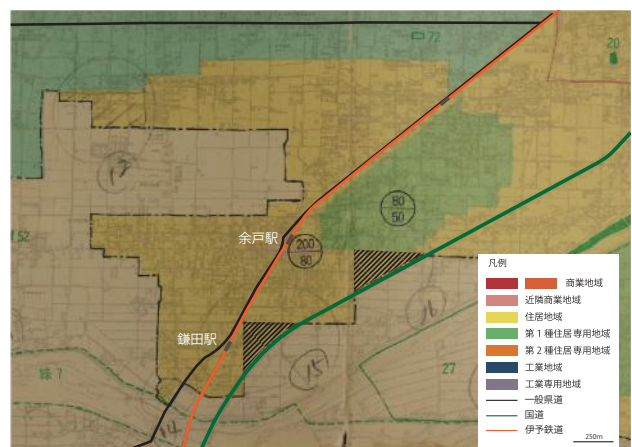 72
20
12
80
50
52
余戸駅
200
80
鎌田駅
16
15
緑7
27
14
凡例
商業地域
近隣商業地域
住居地域
第1種住居専用地域
第2種住居専用地域
工業地域
工業専用地域
一般県道
国道
伊予鉄道
250m